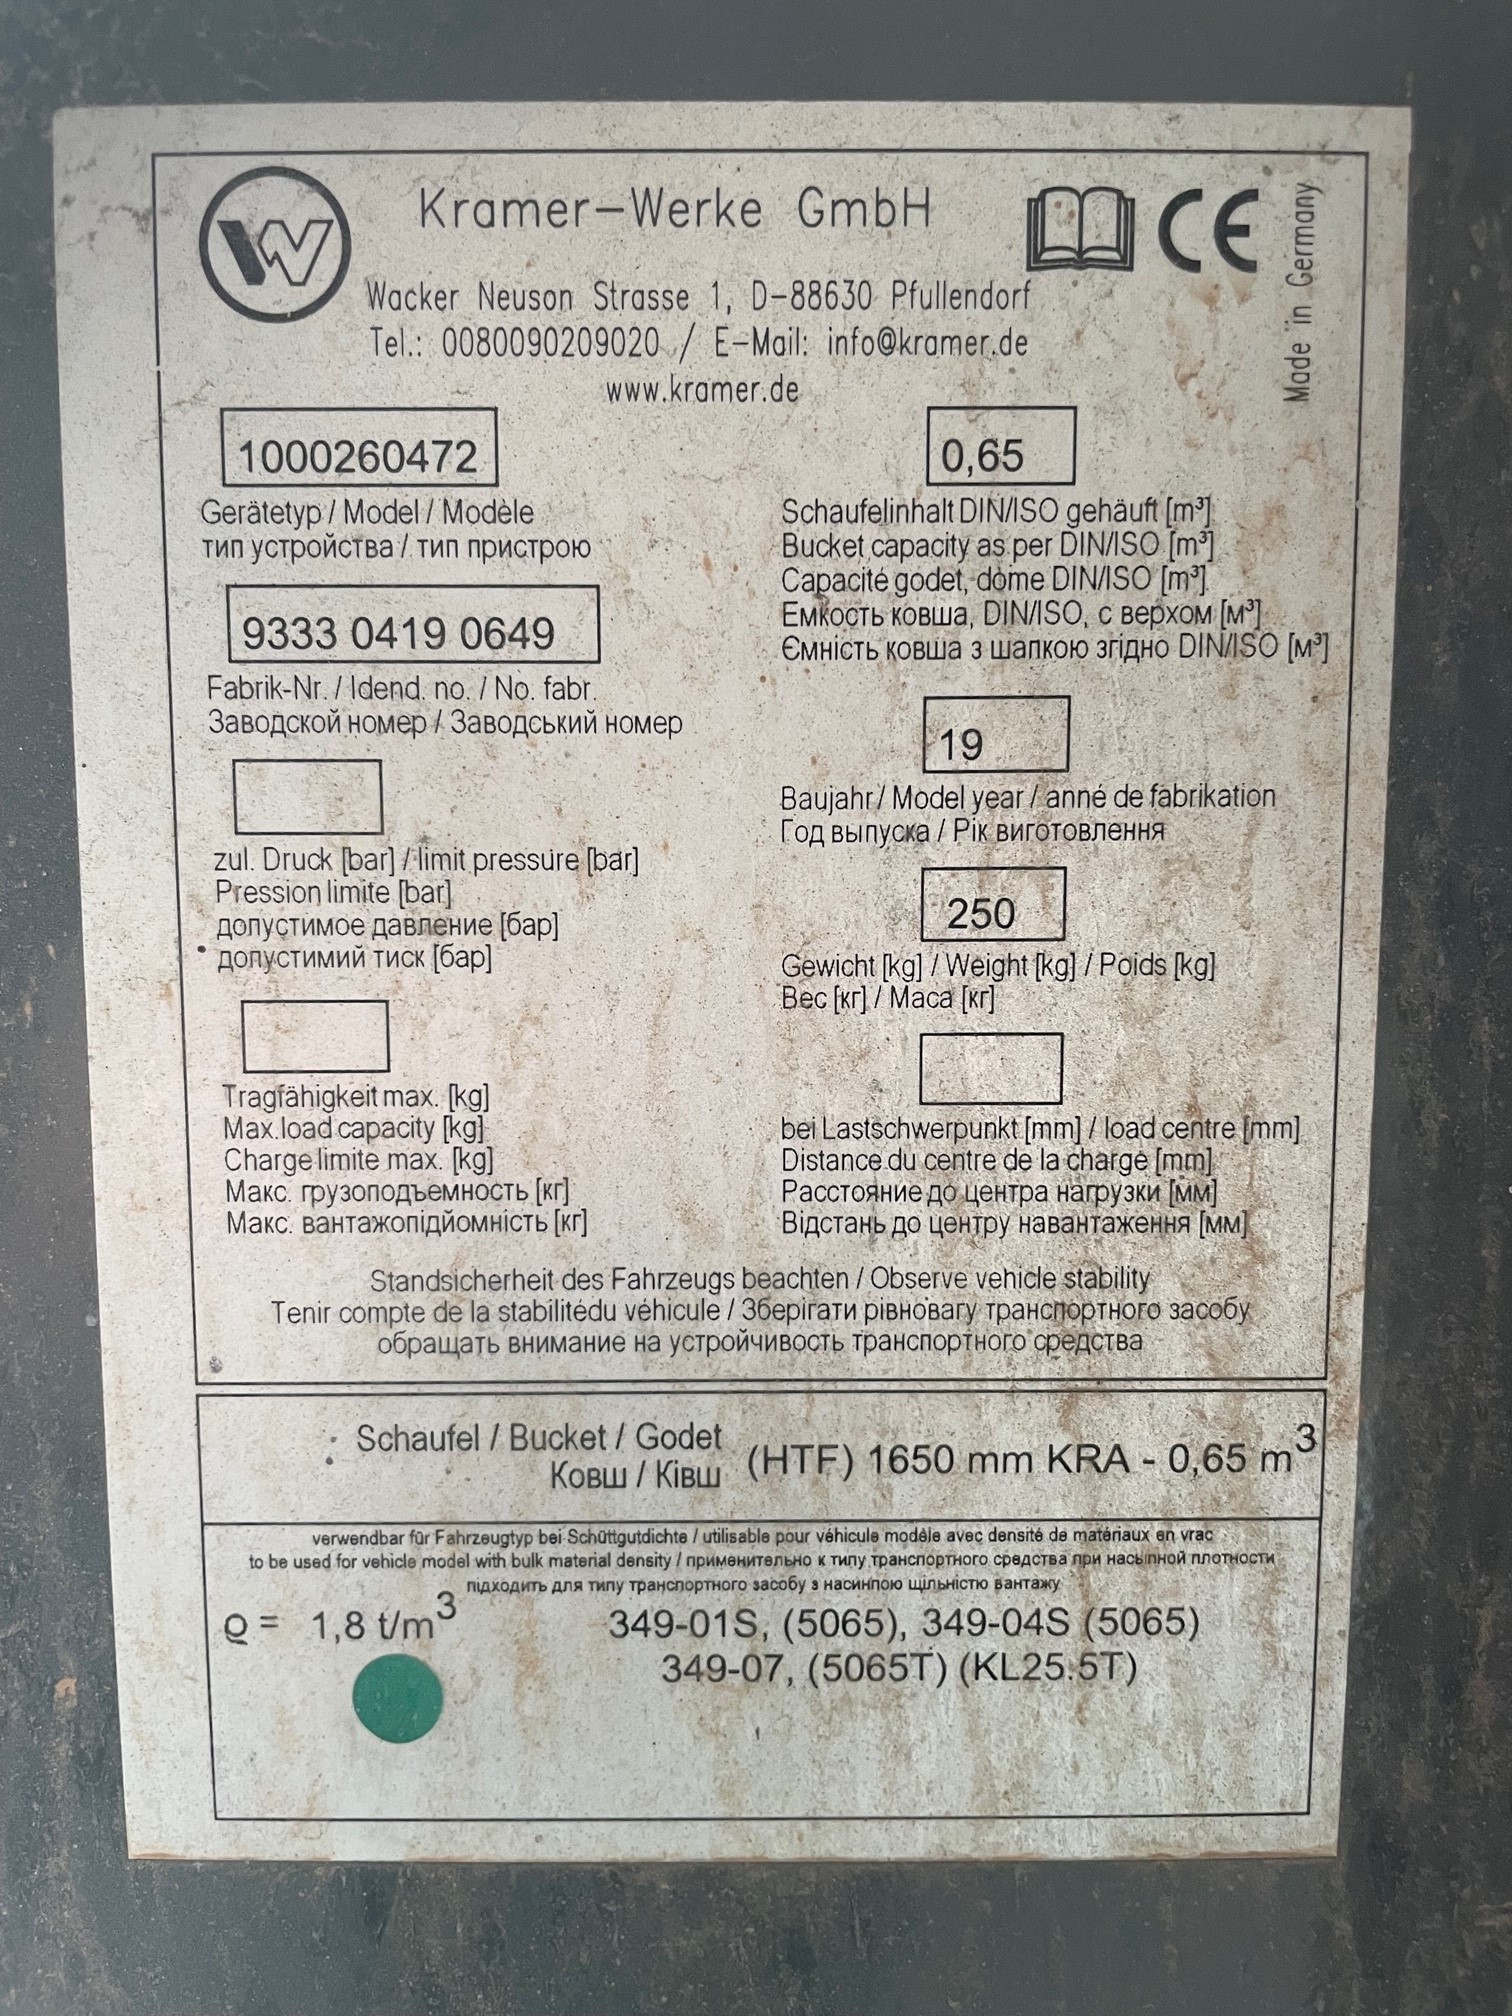 Kramer-Werke GmbH
CE
Made in Germany
Wacker Neuson Strasse 1, D-88630 Pfullendorf
Tel.: 0080090209020 / E-Mail: info@kramer.de
www.kramer.de
1000260472
Gerätetyp / Model / Modèle
тип устройства / тип пристрою
9333 0419 0649
Fabrik-Nr. / Idend. no. / No. fabr.
Заводской номер / Заводський номер
zul. Druck [bar] / limit pressure [bar]
Pression limite [bar]
допустимое давление [бар]
допустимий тиск [бар]
Tragfähigkeit max. [kg]
Max.load capacity [kg]
Charge limite max. [kg]
Макс. грузоподъемность [кг]
Макс. вантажопідйомність [кг]
0,65
Schaufelinhalt DIN/ISO gehäuft [m³]
Bucket capacity as per DIN/ISO [m³]
Capacité godet, dôme DIN/ISO [m³]
Емкость ковша, DIN/ISO, с верхом [м³]
Ємність ковша з шапкою згідно DIN/ISO [м³]
19
Baujahr / Model year / anné de fabrikation
Год выпуска / Рік виготовлення
250
Gewicht [kg] / Weight [kg] / Poids [kg]
Вес [кг] / Маса [кг]
bei Lastschwerpunkt [mm] / load centre [mm]
Distance du centre de la charge [mm]
Расстояние до центра нагрузки [мм]
Відстань до центру навантаження [мм]
Standsicherheit des Fahrzeugs beachten / Observe vehicle stability
Tenir compte de la stabilitédu véhicule / Зберігати рівновагу транспортного засобу
обращать внимание на устройчивость транспортного средства
Schaufel / Bucket / Godet
Ковш / Ківш
(HTF) 1650 mm KRA - 0,65 m³
verwendbar für Fahrzeugtyp bei Schüttgutdichte / utilisable pour véhicule modèle avec densité de matériaux en vrac
to be used for vehicle model with bulk material density / применительно к типу транспортного средства при насыпной плотности
підходить для типу транспортного засобу з насипною щільністю вантажу
ϱ = 1,8 t/m³
349-01S, (5065), 349-04S (5065)
349-07, (5065T) (KL25.5T)